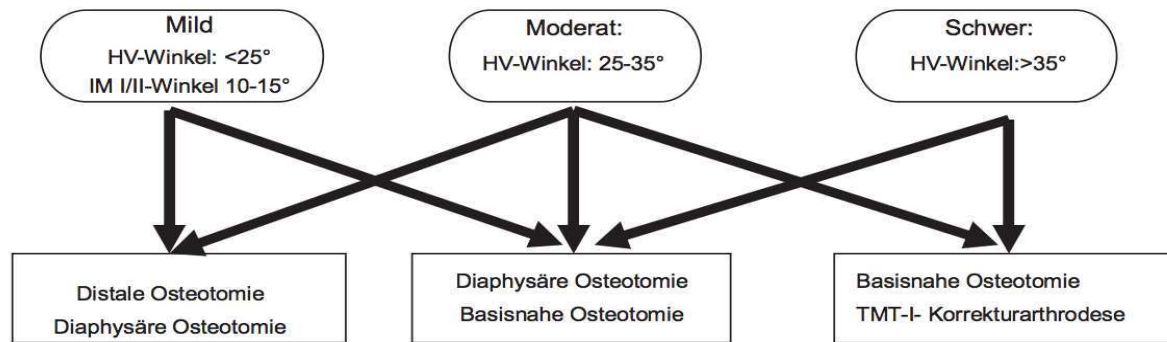 Mild
HV-Winkel: <25°
IM I/II-Winkel 10-15°
Moderat:
HV-Winkel: 25-35°
Schwer:
HV-Winkel:>35°
Distale Osteotomie
Diaphysäre Osteotomie
Diaphysäre Osteotomie
Basisnahe Osteotomie
Basisnahe Osteotomie
TMT-I- Korrekturarthrodese